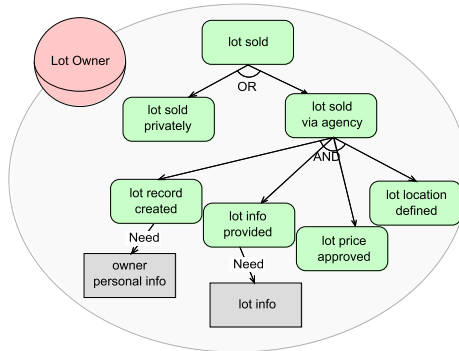 lot sold
Lot Owner
OR
lot sold
privately
lot sold
via agency
AND
lot record
created
lot info
provided
lot price
approved
lot location
defined
Need
Need
owner
personal info
lot info